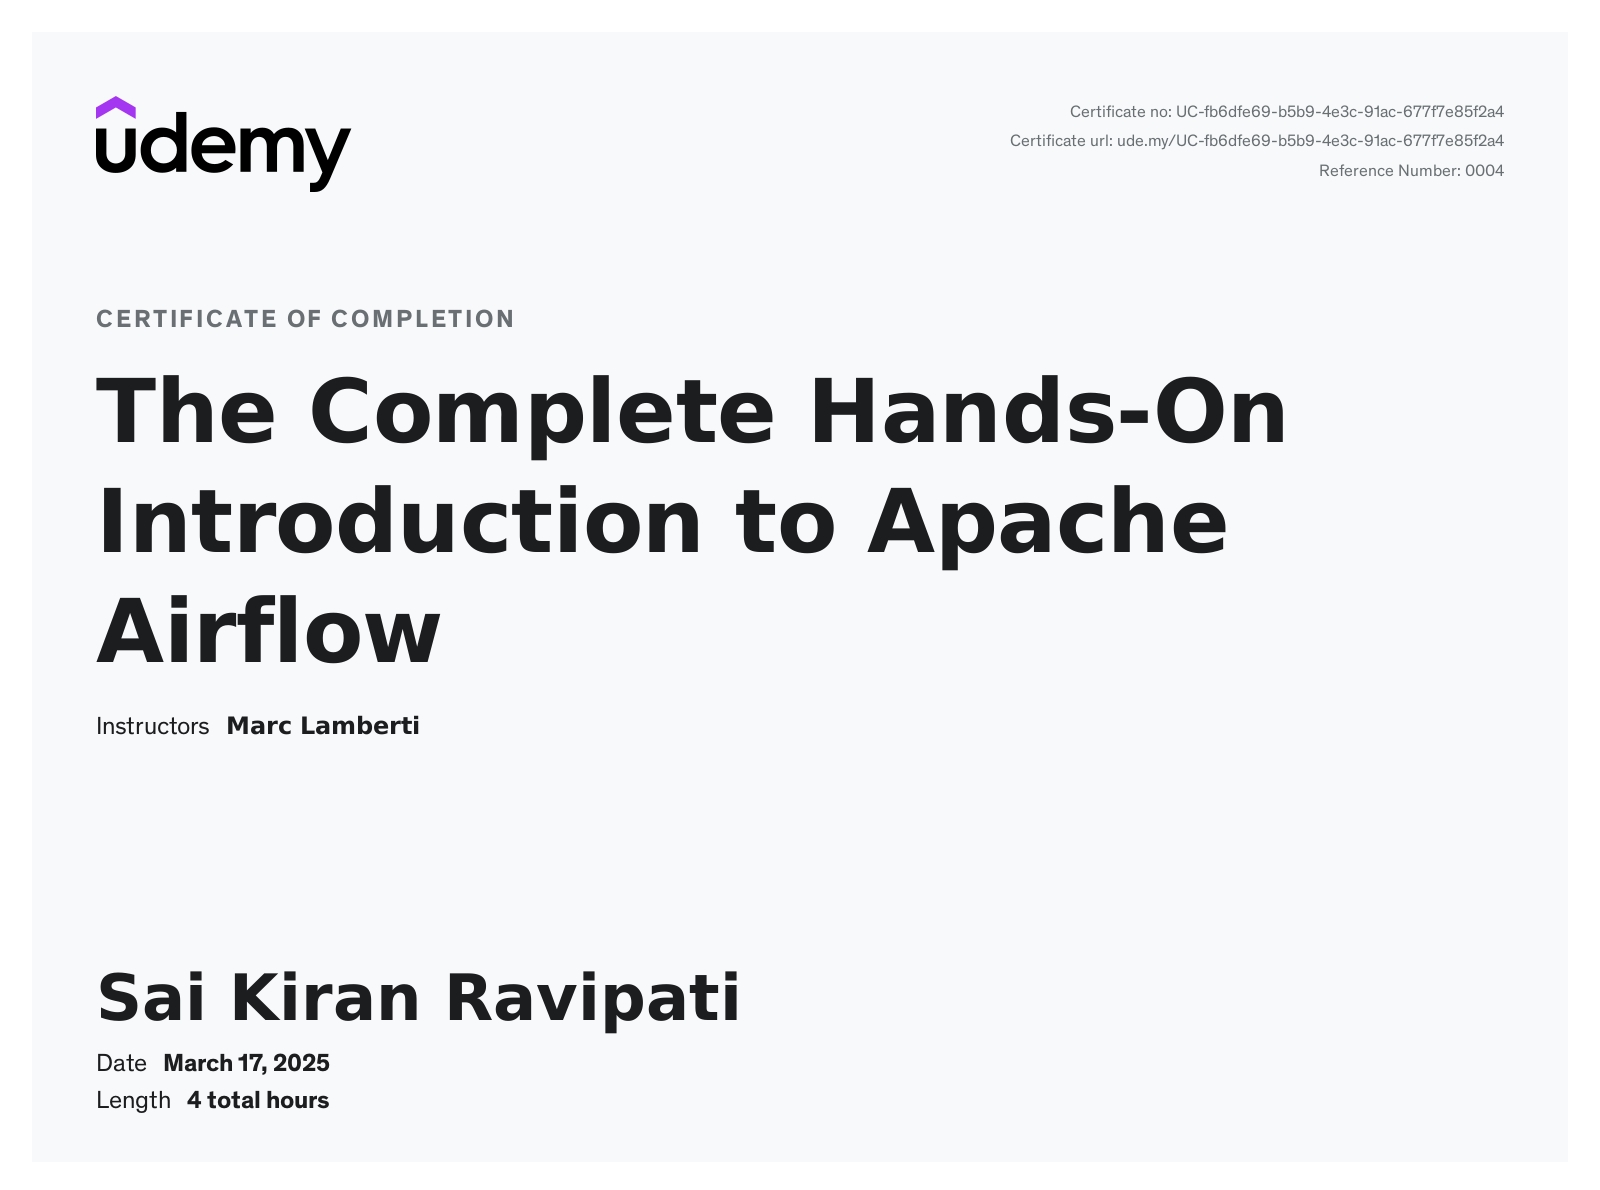 udemy
Certificate no: UC-fb6dfe69-b5b9-4e3c-91ac-677f7e85f2a4
Certificate url: ude.my/UC-fb6dfe69-b5b9-4e3c-91ac-677f7e85f2a4
Reference Number: 0004
CERTIFICATE OF COMPLETION
The Complete Hands-On
Introduction to Apache
Airflow
Instructors Marc Lamberti
Sai Kiran Ravipati
Date March 17, 2025
Length 4 total hours